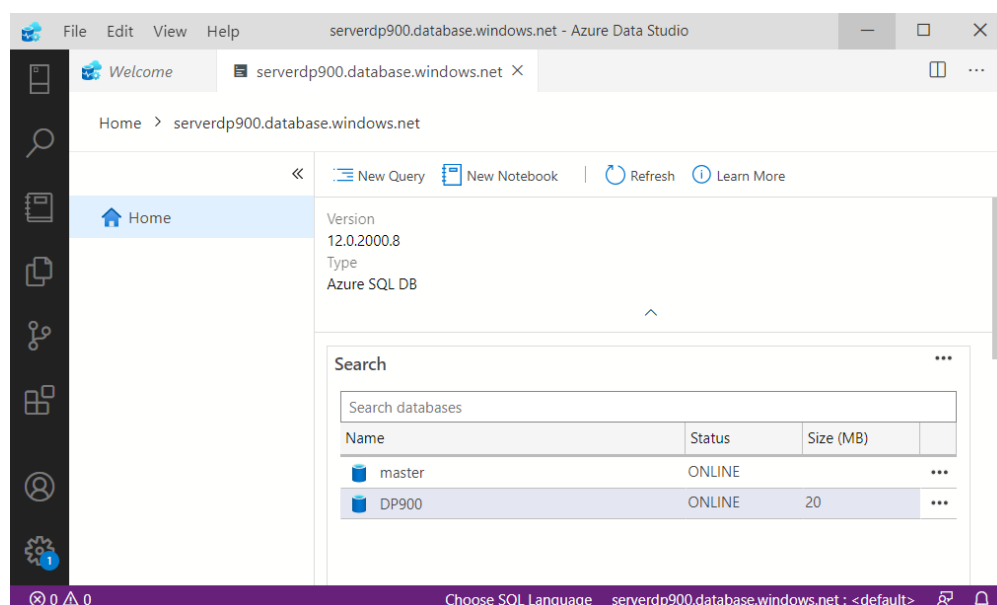 File Edit View Help serverdp900.database.windows.net - Azure Data Studio
Welcome serverdp900.database.windows.net
Home > serverdp900.database.windows.net
New Query New Notebook Refresh Learn More
Home
Version
12.0.2000.8
Type
Azure SQL DB
Search
Search databases
Name Status Size (MB)
master ONLINE
DP900 ONLINE 20
1
0 0 Choose SQL Language serverdp900.database.windows.net : <default>